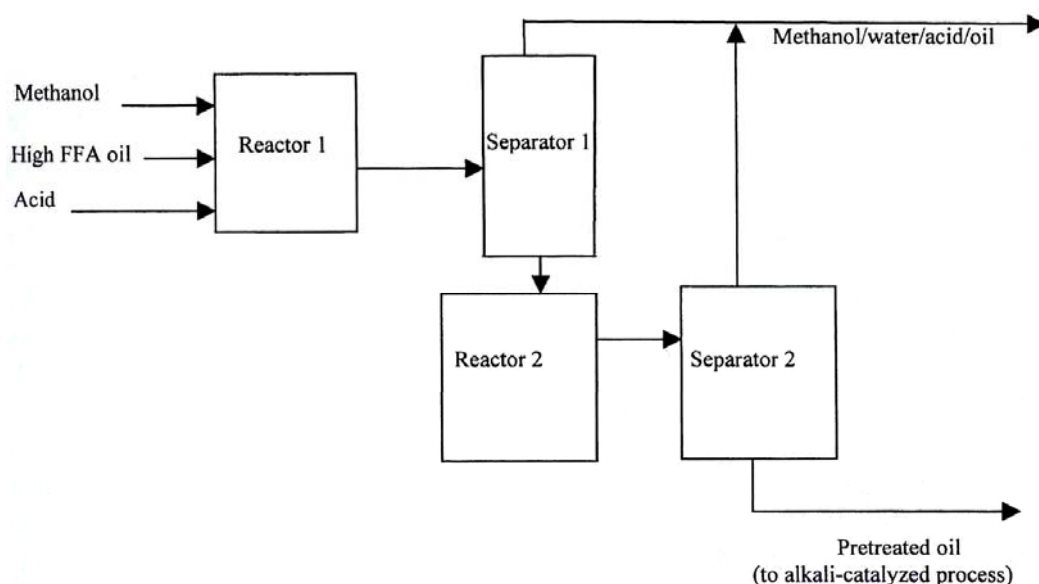 Methanol/water/acid/oil
Methanol
Reactor 1
Separator 1
High FFA oil
Acid
Reactor 2
Separator 2
Pretreated oil
(to alkali-catalyzed process)